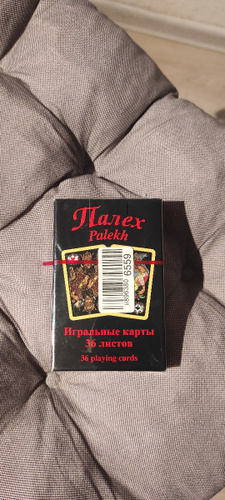 Палех
Palekh
6559
Игральные карты
36 листов
36 playing cards